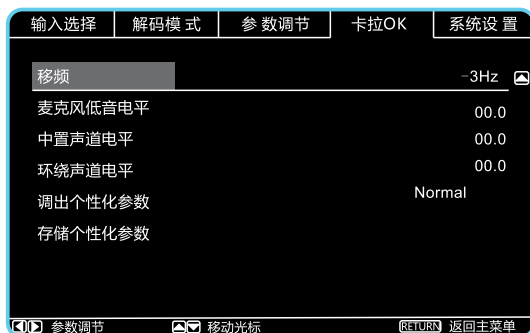 输入选择 解码模式 参数调节 卡拉OK 系统设置
移频 -3Hz
麦克风低音电平 00.0
中置声道电平 00.0
环绕声道电平 00.0
调出个性化参数 Normal
存储个性化参数
参数调节 移动光标 RETURN 返回主菜单